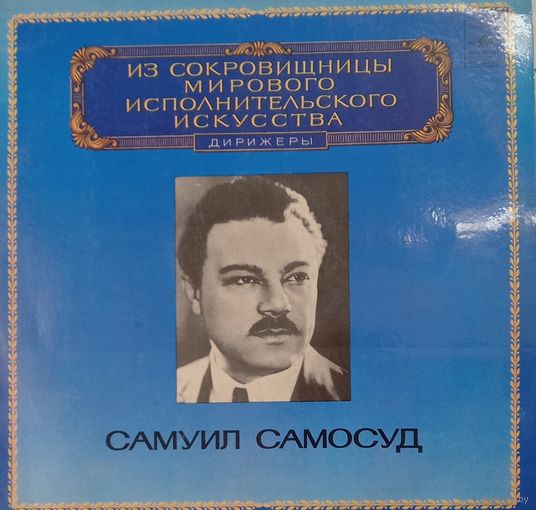 ИЗ СОКРОВИЩНИЦЫ
МИРОВОГО
ИСПОЛНИТЕЛЬСКОГО
ИСКУССТВА
ДИРИЖЕРЫ
САМУИЛ САМОСУД